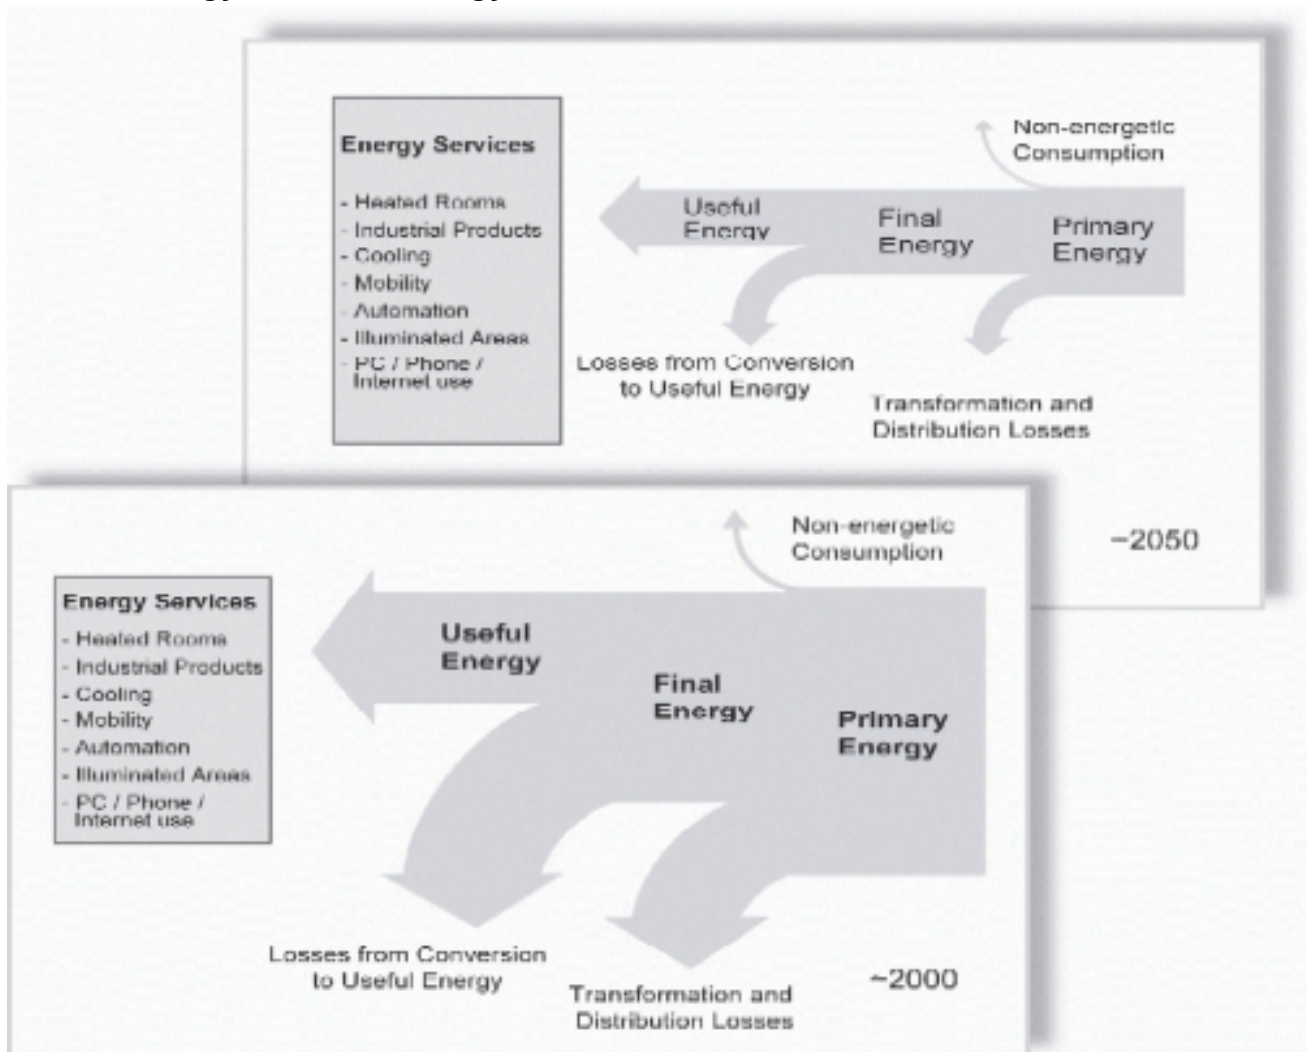 Energy Services
- Heated Rooms
- Industrial Products
- Cooling
- Mobility
- Automation
- Illuminated Areas
- PC / Phone /
Internet use
Non-energetic
Consumption
Useful
Energy
Final
Energy
Primary
Energy
Losses from Conversion
to Useful Energy
Transformation and
Distribution Losses
~2050
Energy Services
- Heated Rooms
- Industrial Products
- Cooling
- Mobility
- Automation
- Illuminated Areas
- PC / Phone /
Internet use
Non-energetic
Consumption
Useful
Energy
Final
Energy
Primary
Energy
Losses from Conversion
to Useful Energy
Transformation and
Distribution Losses
~2000